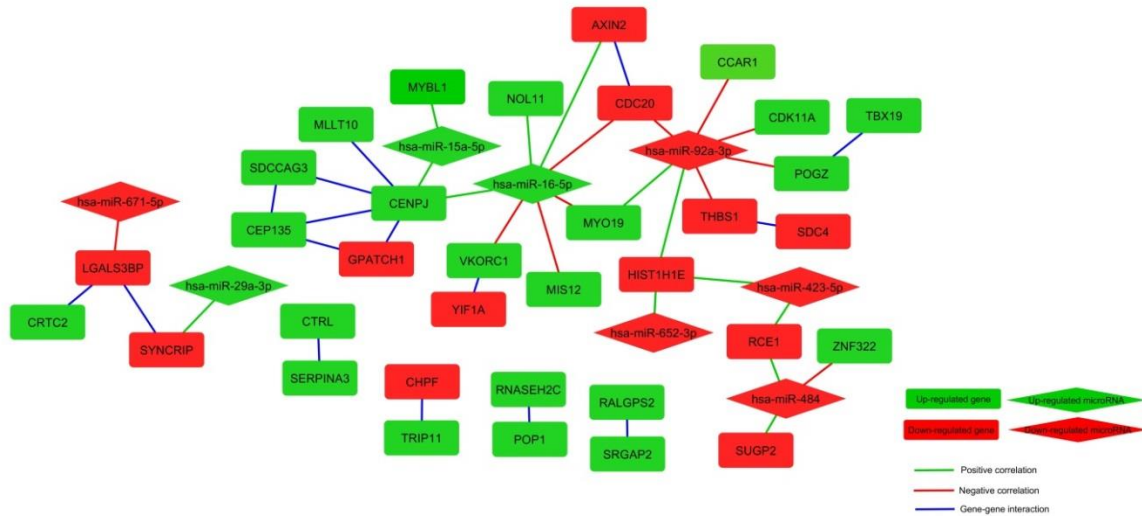 AXIN2
CCAR1
MYBL1
NOL11
CDC20
CDK11A
TBX19
MLLT10
hsa-miR-15a-5p
hsa-miR-92a-3p
SDCCAG3
POGZ
hsa-miR-16-5p
hsa-miR-671-5p
CENPJ
MYO19
THBS1
CEP135
SDC4
GPATCH1
VKORC1
LGALS3BP
HIST1H1E
hsa-miR-29a-3p
MIS12
hsa-miR-423-5p
YIF1A
CRTC2
CTRL
hsa-miR-652-3p
RCE1
ZNF322
SYNCRIP
SERPINA3
CHPF
RNASEH2C
RALGPS2
hsa-miR-484
Up-regulated gene
Up-regulated microRNA
Down-regulated gene
Down-regulated microRNA
TRIP11
POP1
SRGAP2
SUGP2
Positive correlation
Negative correlation
Gene-gene interaction